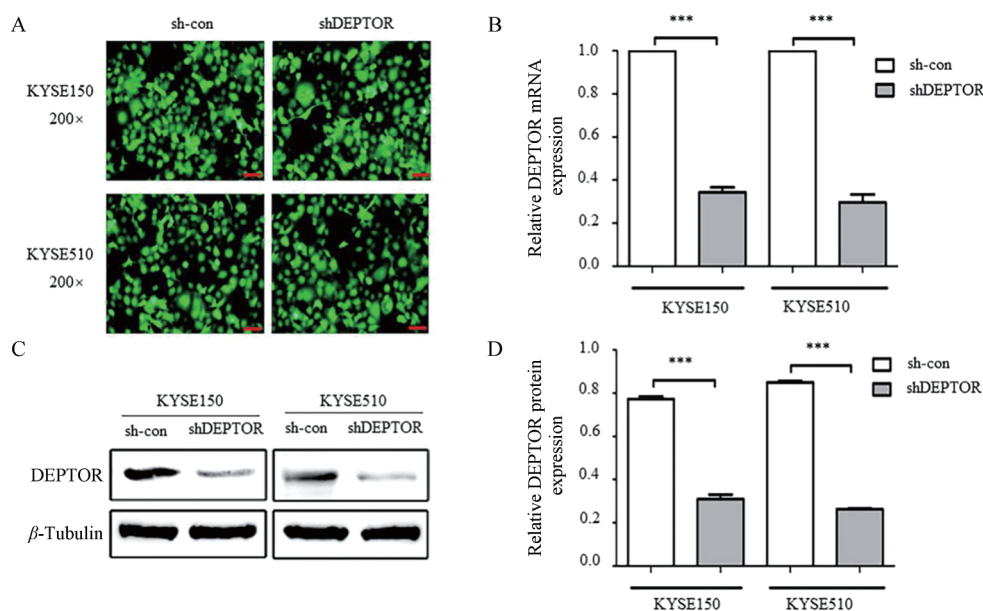 A
sh-con shDEPTOR
KYSE150
200×
KYSE510
200×
B
***
***
sh-con
shDEPTOR
Relative DEPTOR mRNA
expression
1.0
0.8
0.6
0.4
0.2
0.0
KYSE150 KYSE510
C
KYSE150 KYSE510
sh-con shDEPTOR sh-con shDEPTOR
DEPTOR
β-Tubulin
D
***
***
sh-con
shDEPTOR
Relative DEPTOR protein
expression
1.0
0.8
0.6
0.4
0.2
0.0
KYSE150 KYSE510